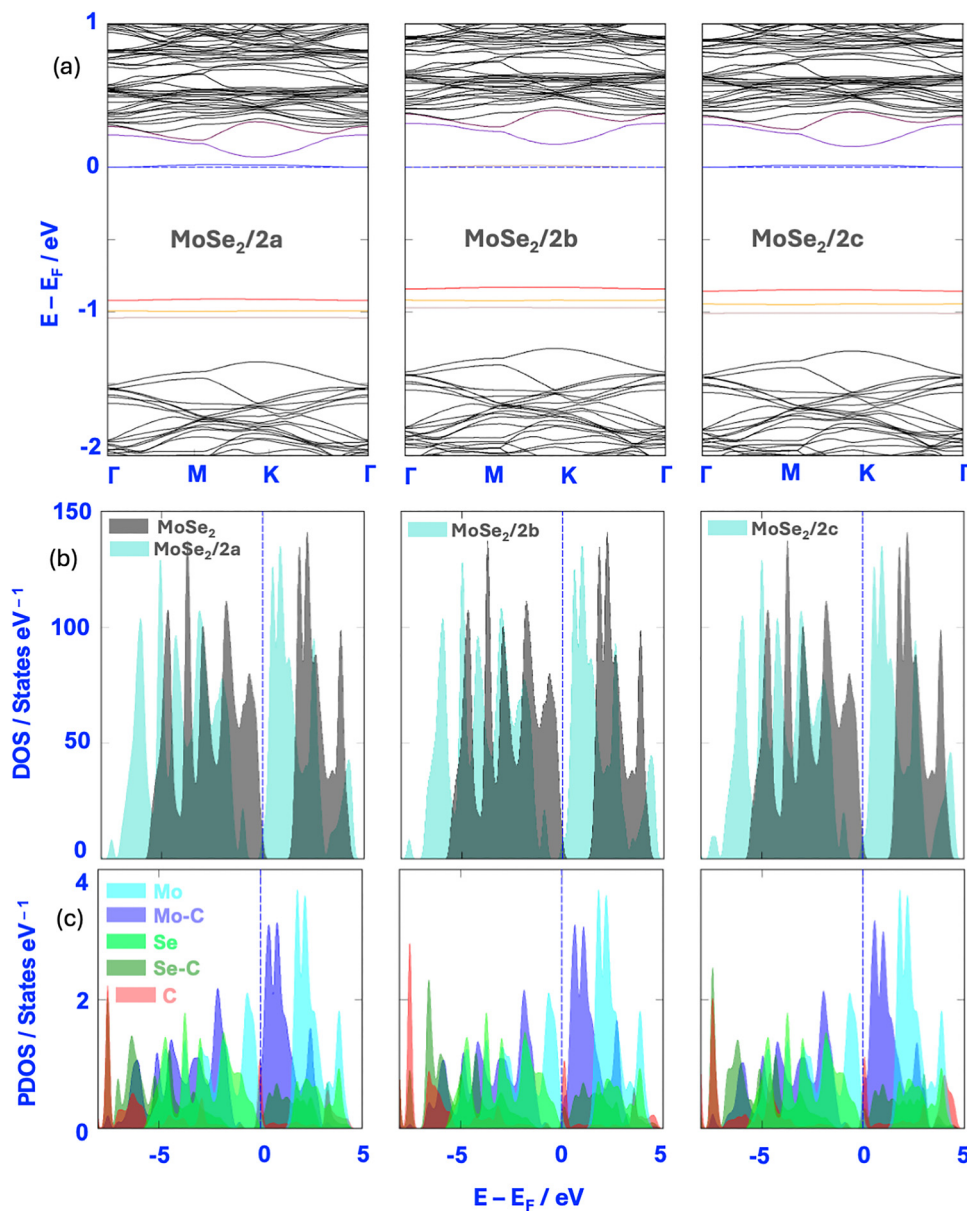 (a)
E – E_F / eV
1
0
-1
-2
MoSe₂/2a
MoSe₂/2b
MoSe₂/2c
Γ M K Γ
Γ M K Γ
Γ M K Γ
(b)
DOS / States eV⁻¹
150
100
50
0
MoSe₂
MoSe₂/2a
MoSe₂/2b
MoSe₂/2c
(c)
PDOS / States eV⁻¹
4
2
0
Mo
Mo-C
Se
Se-C
C
-5 0 5
-5 0 5
-5 0 5
E – E_F / eV